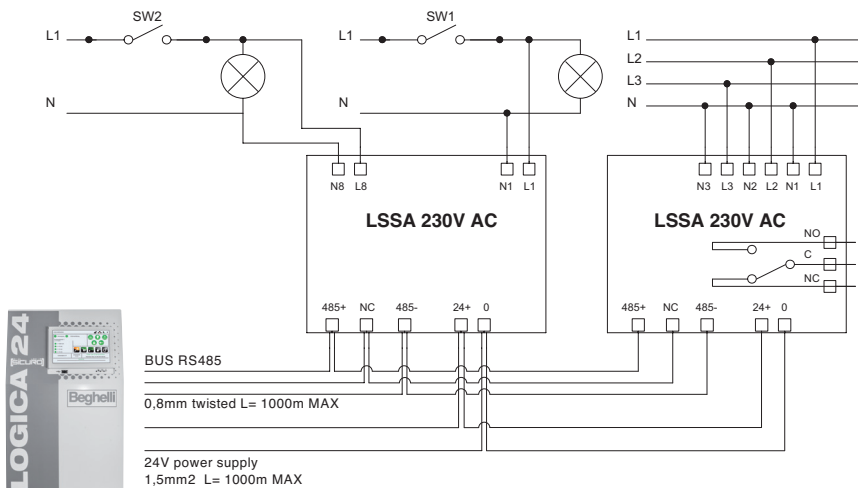 SW2
SW1
L1
L1
L1
L2
L3
N
N
N
N8 L8
N1 L1
N3 L3 N2 L2 N1 L1
LSSA 230V AC
LSSA 230V AC
NO
C
NC
485+ NC 485- 24+ 0
485+ NC 485- 24+ 0
LOGICA 24
Beghelli
BUS RS485
0,8mm twisted L= 1000m MAX
24V power supply
1,5mm2 L= 1000m MAX